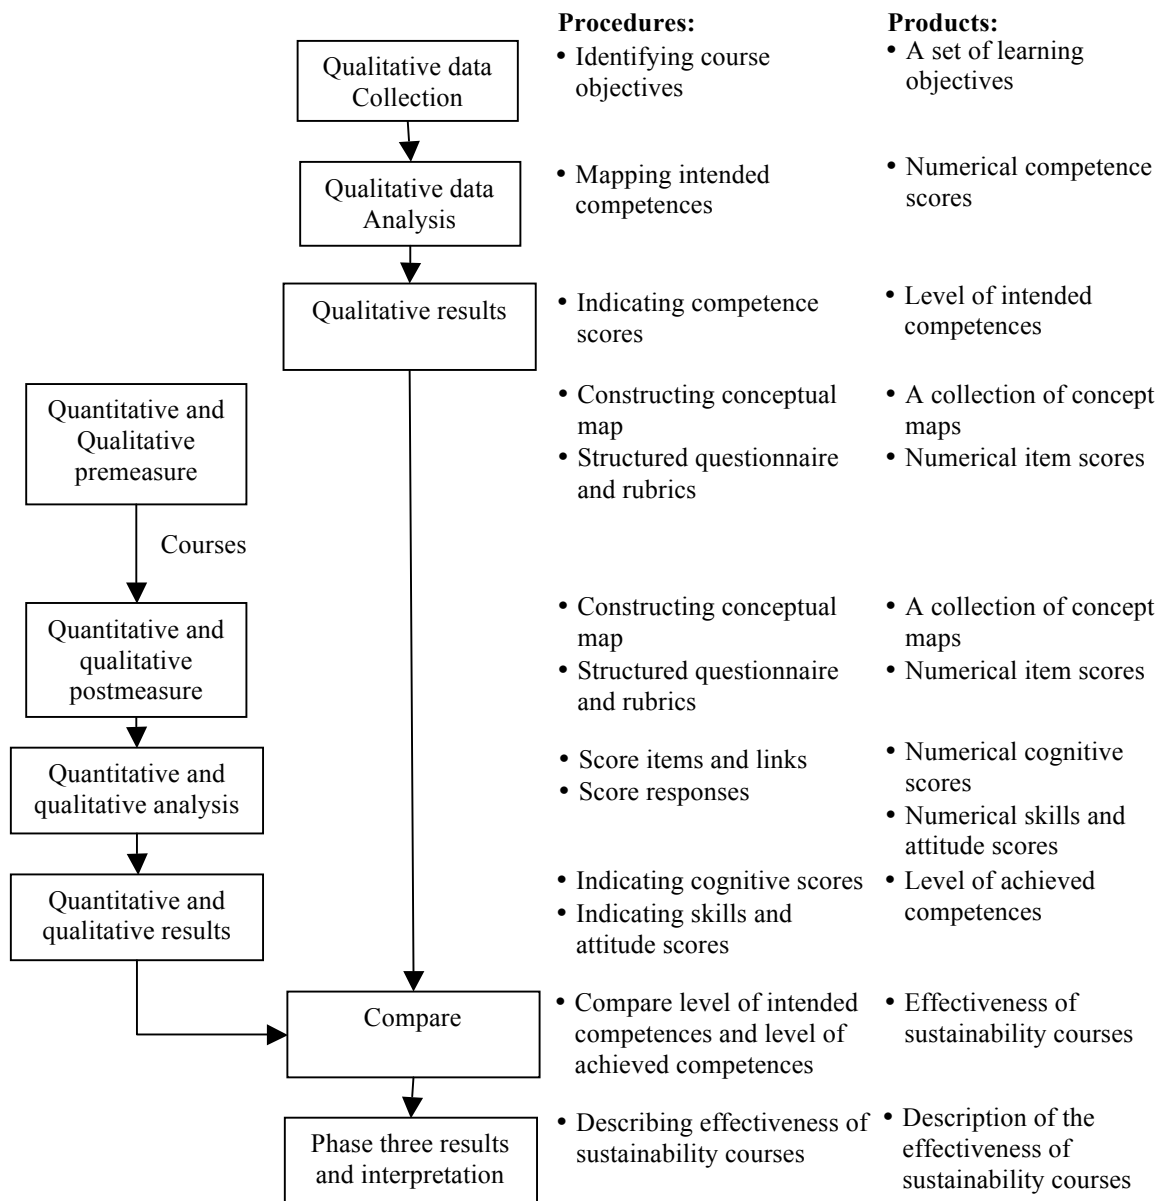 Procedures:
Products:
Qualitative data
Collection
• Identifying course
objectives
• A set of learning
objectives
Qualitative data
Analysis
• Mapping intended
competences
• Numerical competence
scores
Qualitative results
• Indicating competence
scores
• Level of intended
competences
Quantitative and
Qualitative
premeasure
• Constructing conceptual
map
• Structured questionnaire
and rubrics
• A collection of concept
maps
• Numerical item scores
Courses
Quantitative and
qualitative
postmeasure
• Constructing conceptual
map
• Structured questionnaire
and rubrics
• A collection of concept
maps
• Numerical item scores
Quantitative and
qualitative analysis
• Score items and links
• Score responses
• Numerical cognitive
scores
• Numerical skills and
attitude scores
Quantitative and
qualitative results
• Indicating cognitive scores
• Indicating skills and
attitude scores
• Level of achieved
competences
Compare
• Compare level of intended
competences and level of
achieved competences
• Effectiveness of
sustainability courses
Phase three results
and interpretation
• Describing effectiveness of
sustainability courses
• Description of the
effectiveness of
sustainability courses